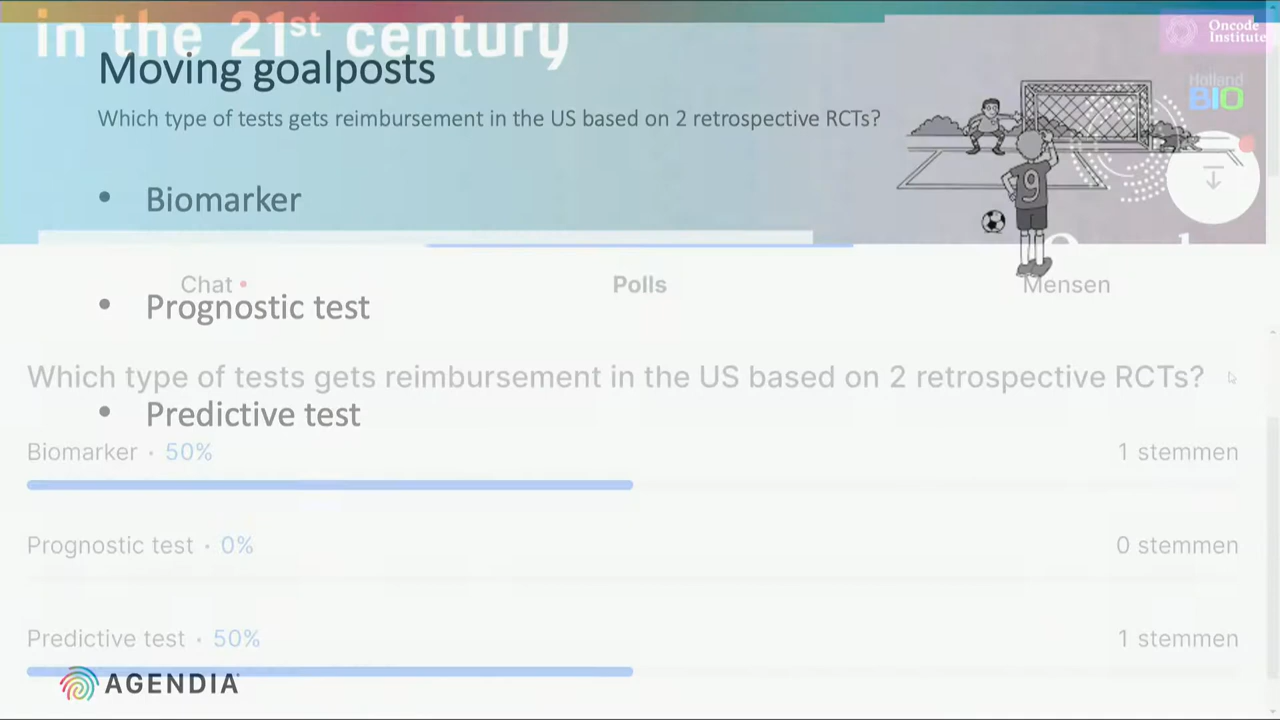 in the 21st century
Oncode
Institute
Moving goalposts
Which type of tests gets reimbursement in the US based on 2 retrospective RCTs?
Holland
BIO
9
• Biomarker
Chat •
Polls
Mensen
• Prognostic test
Which type of tests gets reimbursement in the US based on 2 retrospective RCTs?
• Predictive test
Biomarker · 50%
1 stemmen
Prognostic test · 0%
0 stemmen
Predictive test · 50%
1 stemmen
AGENDIA